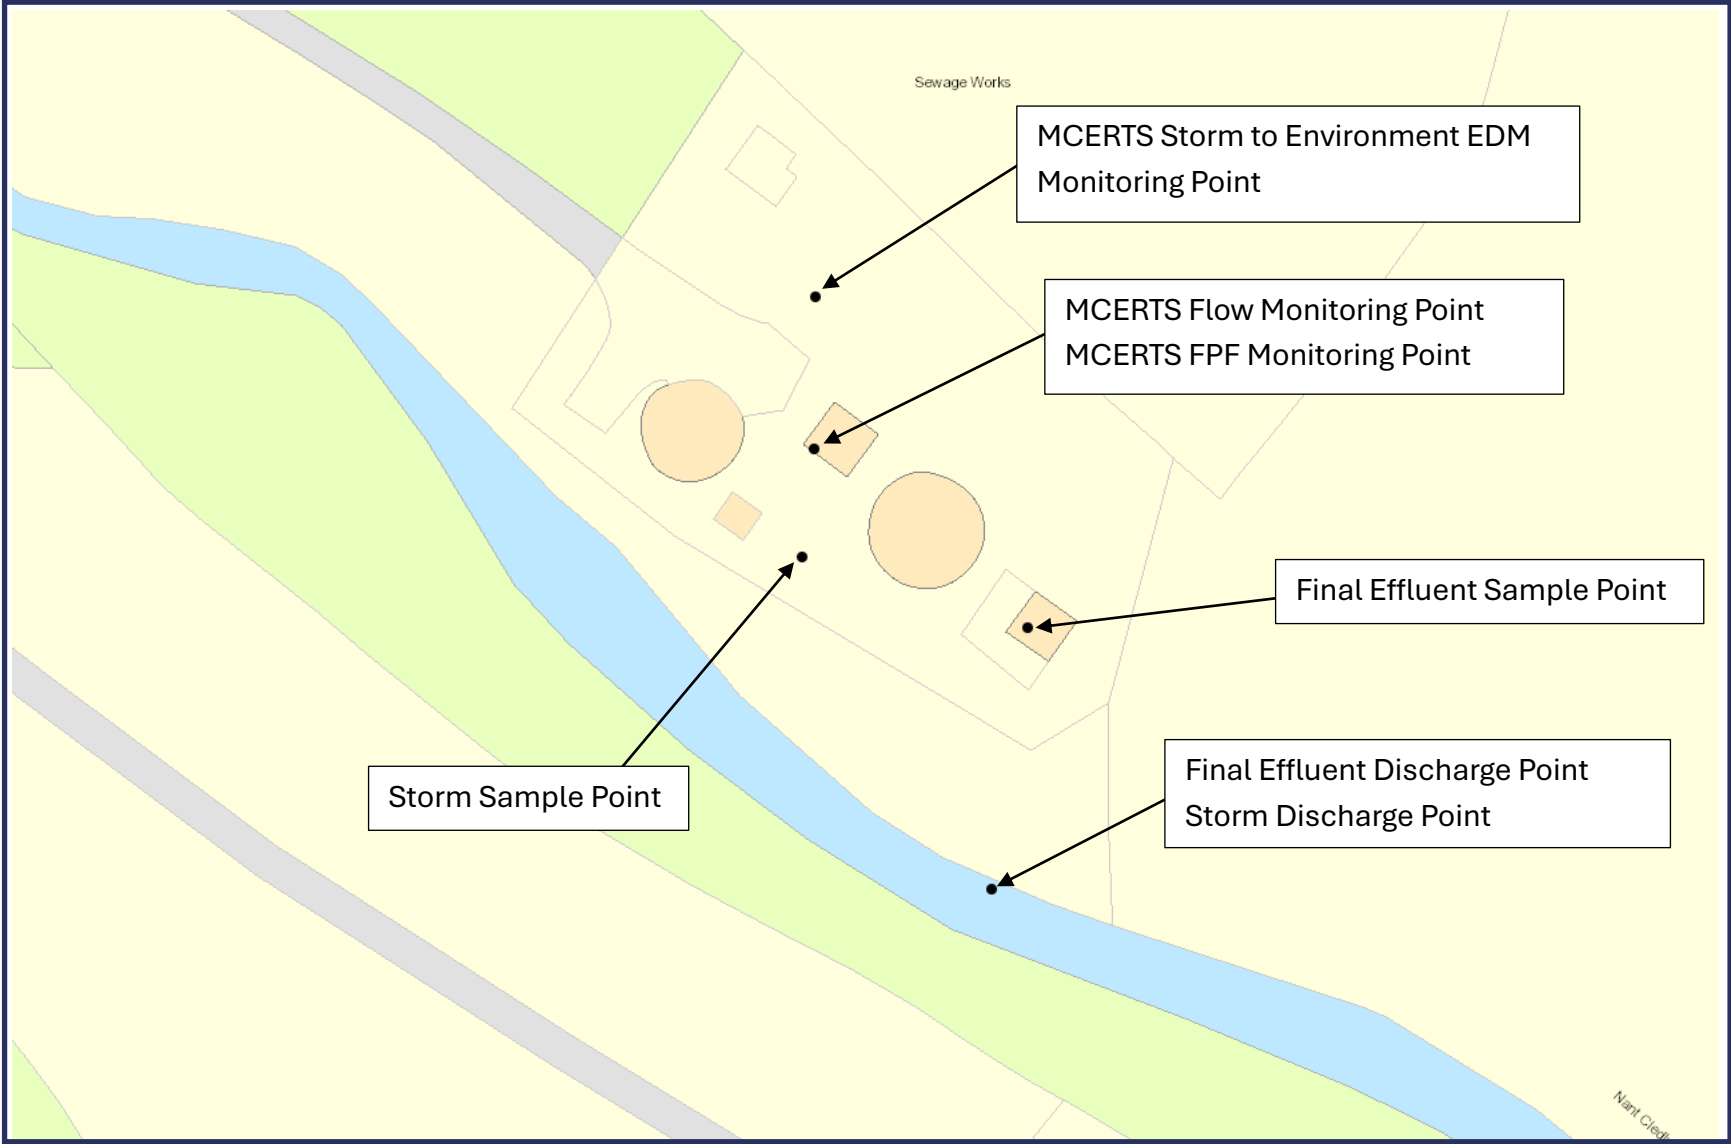 Sewage Works
MCERTS Storm to Environment EDM
Monitoring Point
MCERTS Flow Monitoring Point
MCERTS FPF Monitoring Point
Final Effluent Sample Point
Storm Sample Point
Final Effluent Discharge Point
Storm Discharge Point
Nant